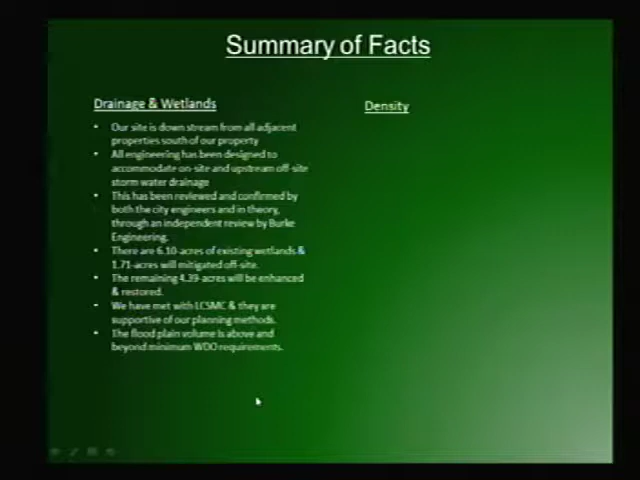 Summary of Facts
Drainage & Wetlands
• Our site is down stream from all adjacent
properties south of our property
• All engineering has been designed to
accommodate on-site and upstream off-site
storm water drainage
• This has been reviewed and confirmed by
both the city engineers and in theory,
through an independent review by Burke
Engineering.
• There are 6.10-acres of existing wetlands &
1.71-acres will mitigated off-site.
• The remaining 4.39-acres will be enhanced
& restored.
• We have met with LCSMC & they are
supportive of our planning methods.
• The flood plain volume is above and
beyond minimum WDO requirements.
Density